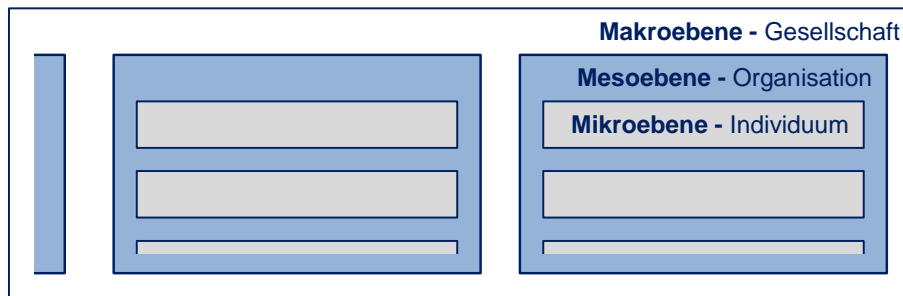 Makroebene - Gesellschaft
Mesoebene - Organisation
Mikroebene - Individuum